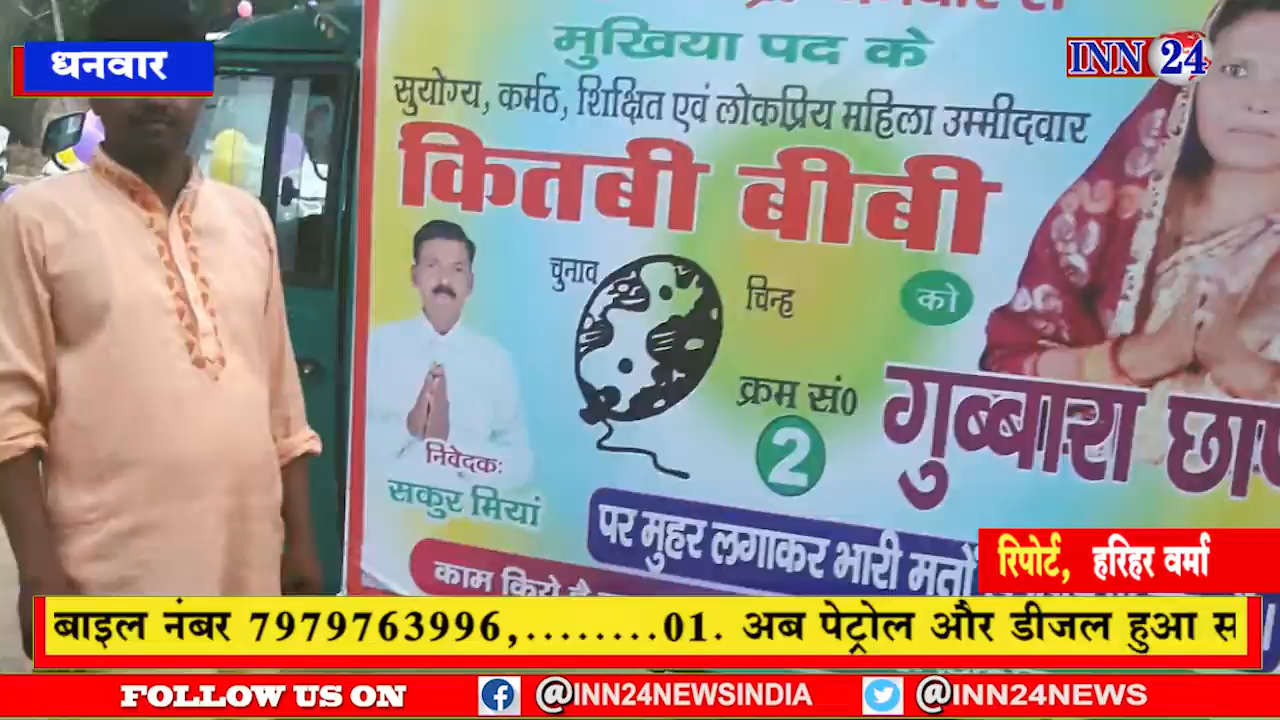 धनवार
INN 24
मुखिया पद के
सुयोग्य, कर्मठ, शिक्षित एवं लोकप्रिय महिला उम्मीदवार
कितबी बीबी
चुनाव चिन्ह
को
क्रम सं०
2
गुब्बारा
निवेदकः
सकुर मियां
पर मुहर लगाकर भारी मतों
काम किये है
रिपोर्ट, हरिहर वर्मा
बाइल नंबर 7979763996,........01. अब पेट्रोल और डीजल हुआ स
FOLLOW US ON @INN24NEWSINDIA @INN24NEWS